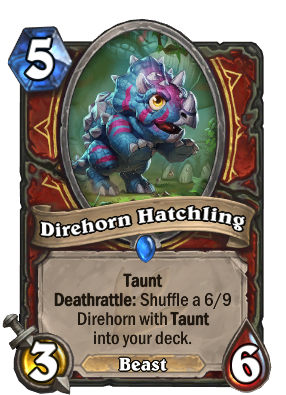 5
Direhorn Hatchling
Taunt
Deathrattle: Shuffle a 6/9
Direhorn with Taunt
into your deck.
3
Beast
6